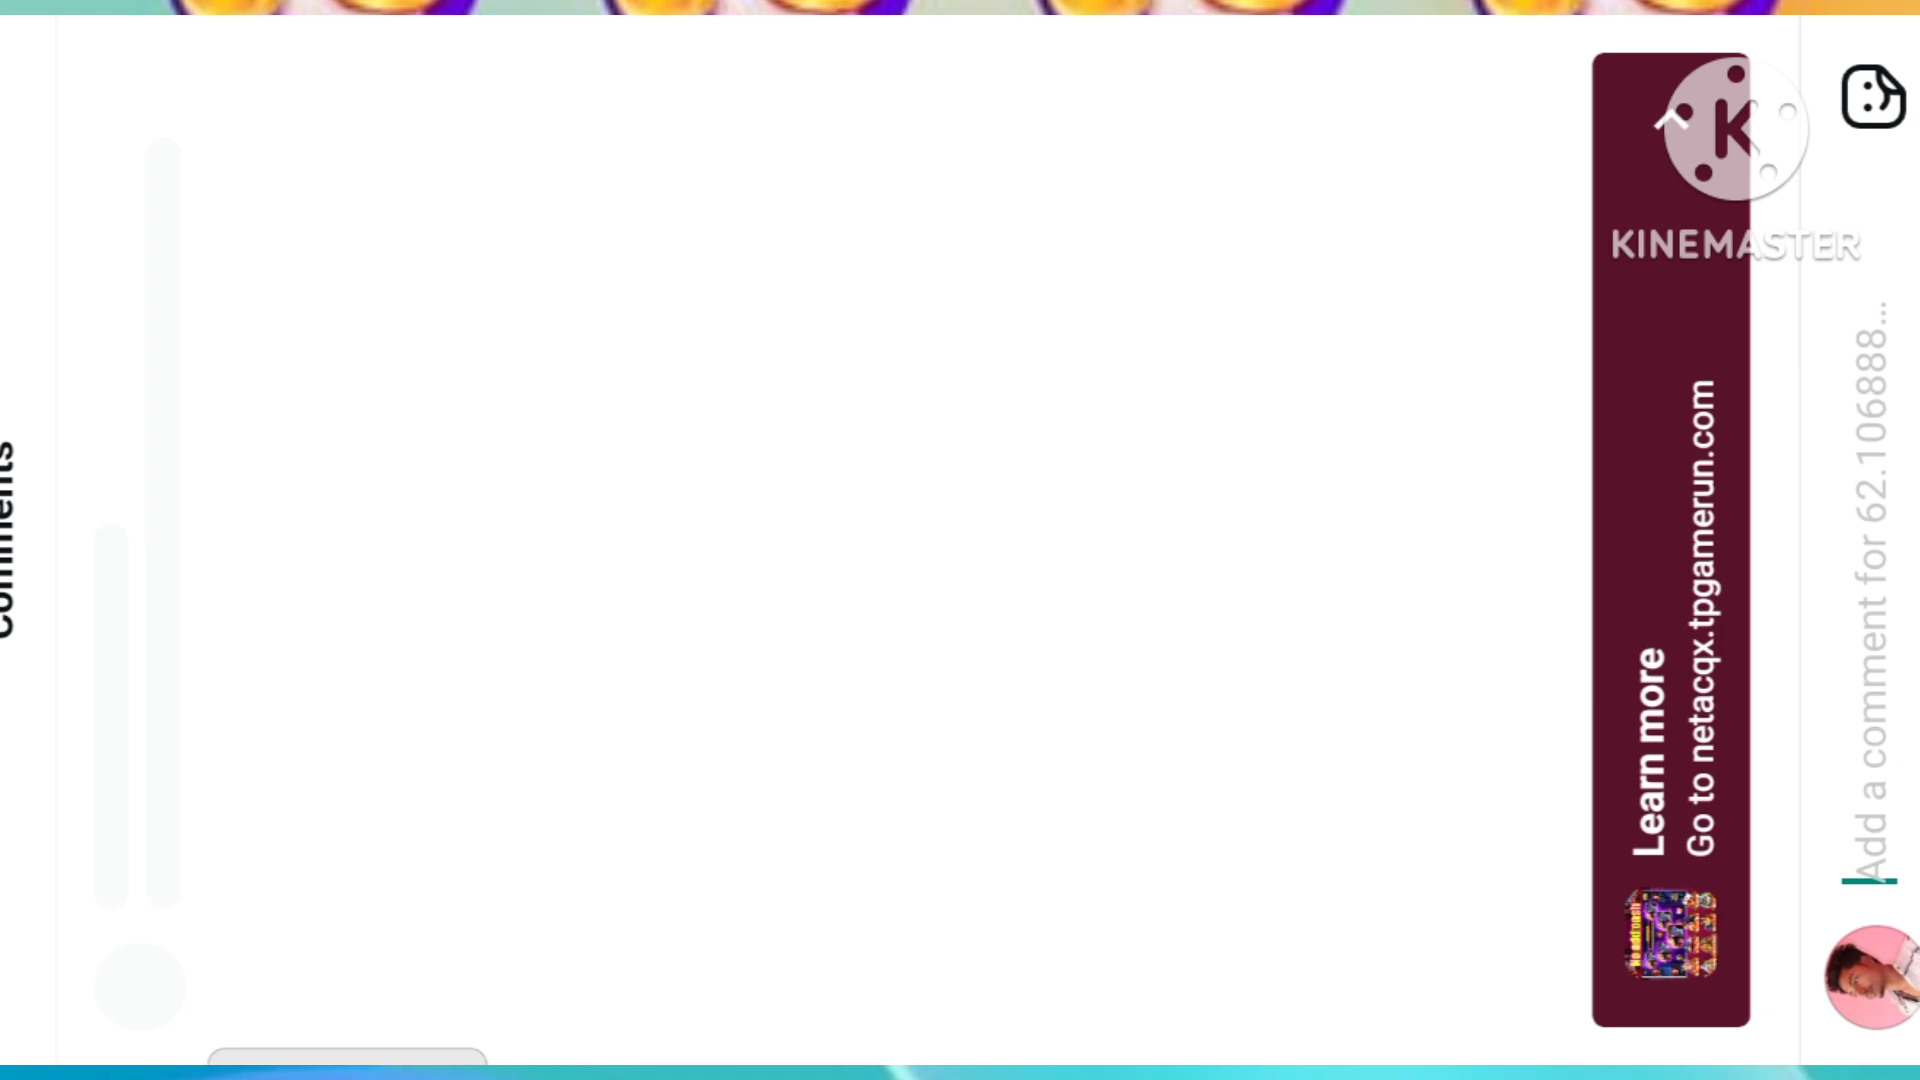 Comments
Learn more
Go to netacqx.tpgamerun.com
Add a comment for 62.106888...
K
KINEMASTER